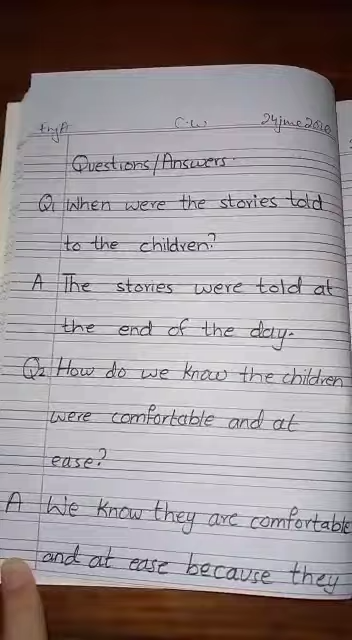 Eng A C.W 24 june 2020
Questions/Answers.
Q1 When were the stories told
to the children?
A The stories were told at
the end of the day.
Q2 How do we know the children
were comfortable and at
ease?
A We know they are comfortable
and at ease because they